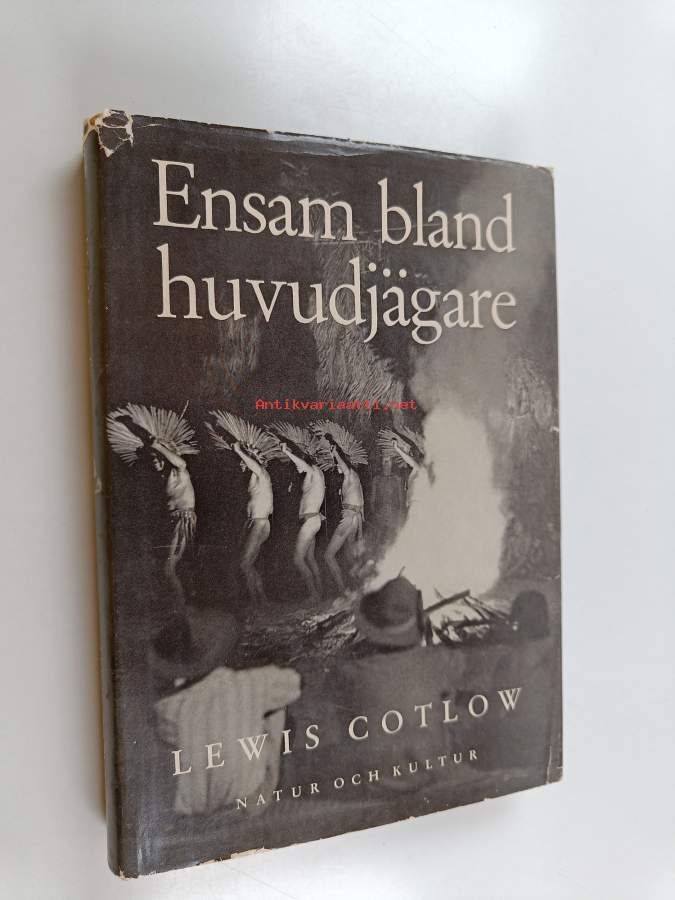 Ensam bland
huvudjägare
Antikvariaatti.net
LEWIS COTLOW
NATUR OCH KULTUR